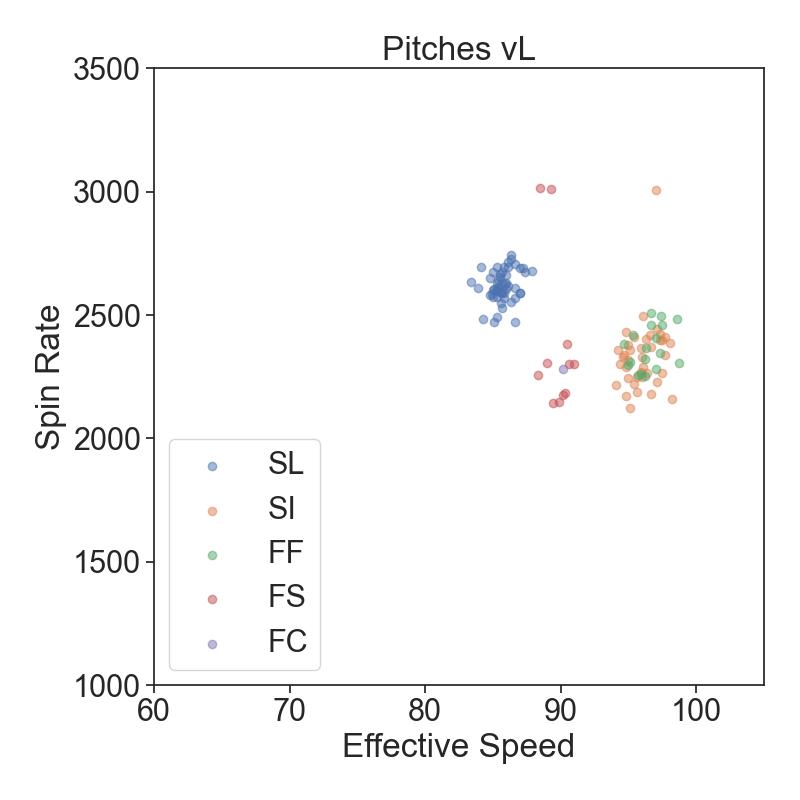 Pitches vL
3500
3000
2500
2000
1500
1000
Spin Rate
SL
SI
FF
FS
FC
60 70 80 90 100
Effective Speed